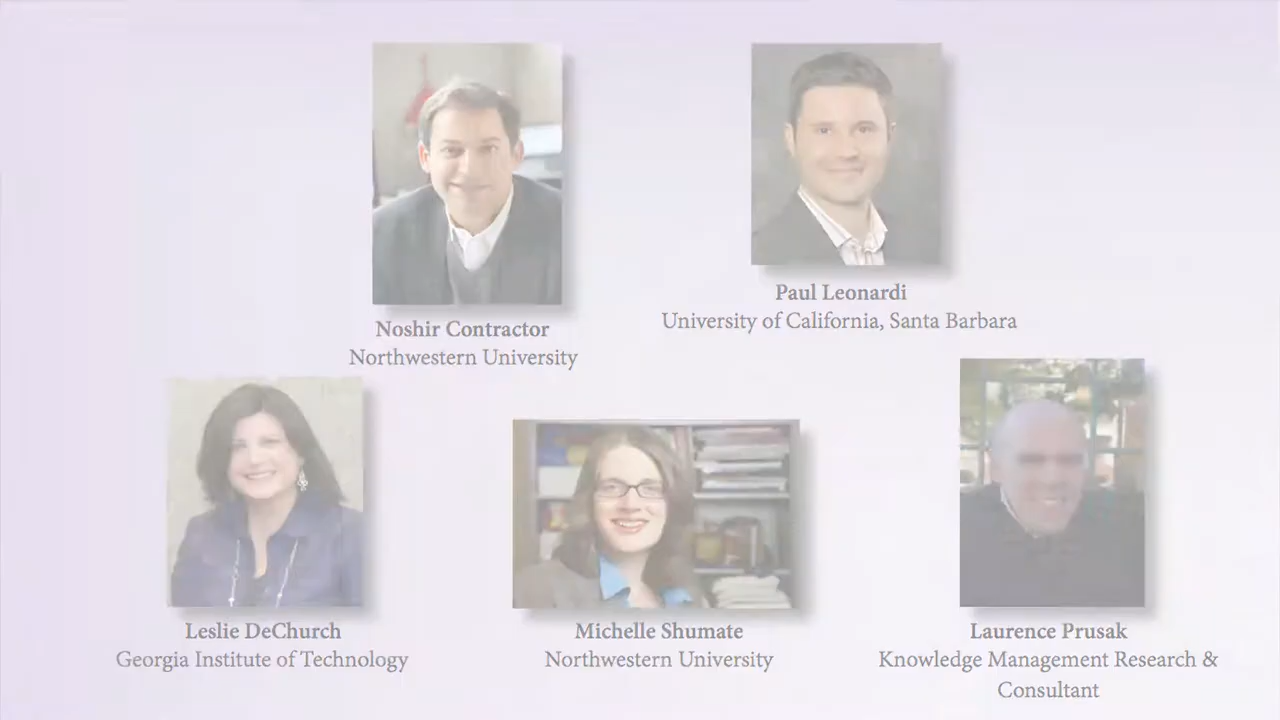 Noshir Contractor
Northwestern University
Paul Leonardi
University of California, Santa Barbara
Leslie DeChurch
Georgia Institute of Technology
Michelle Shumate
Northwestern University
Laurence Prusak
Knowledge Management Research &
Consultant